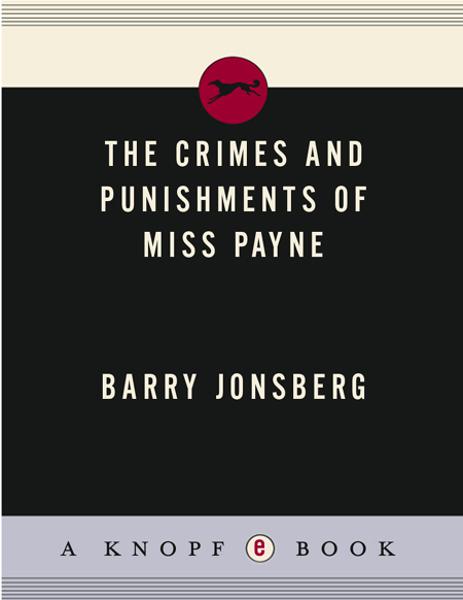 THE CRIMES AND
PUNISHMENTS OF
MISS PAYNE
BARRY JONSBERG
A KNOPF e BOOK